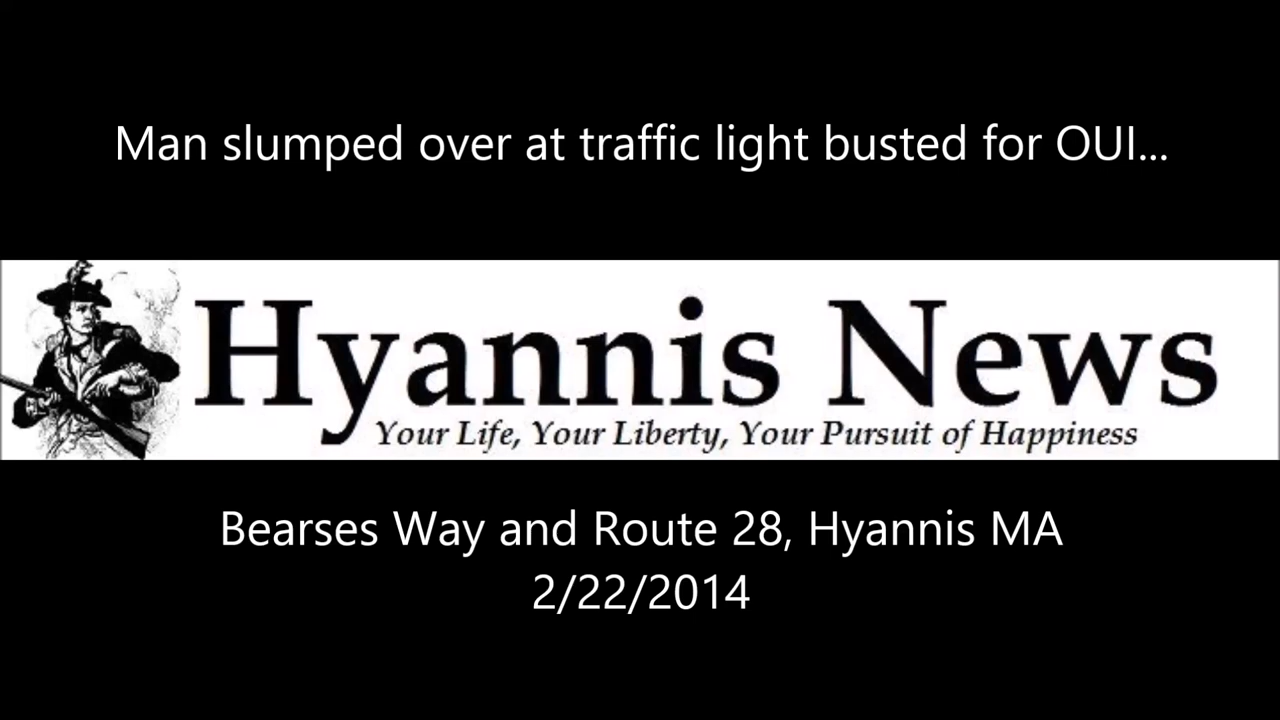 Man slumped over at traffic light busted for OUI...
Hyannis News
Your Life, Your Liberty, Your Pursuit of Happiness
Bearses Way and Route 28, Hyannis MA
2/22/2014